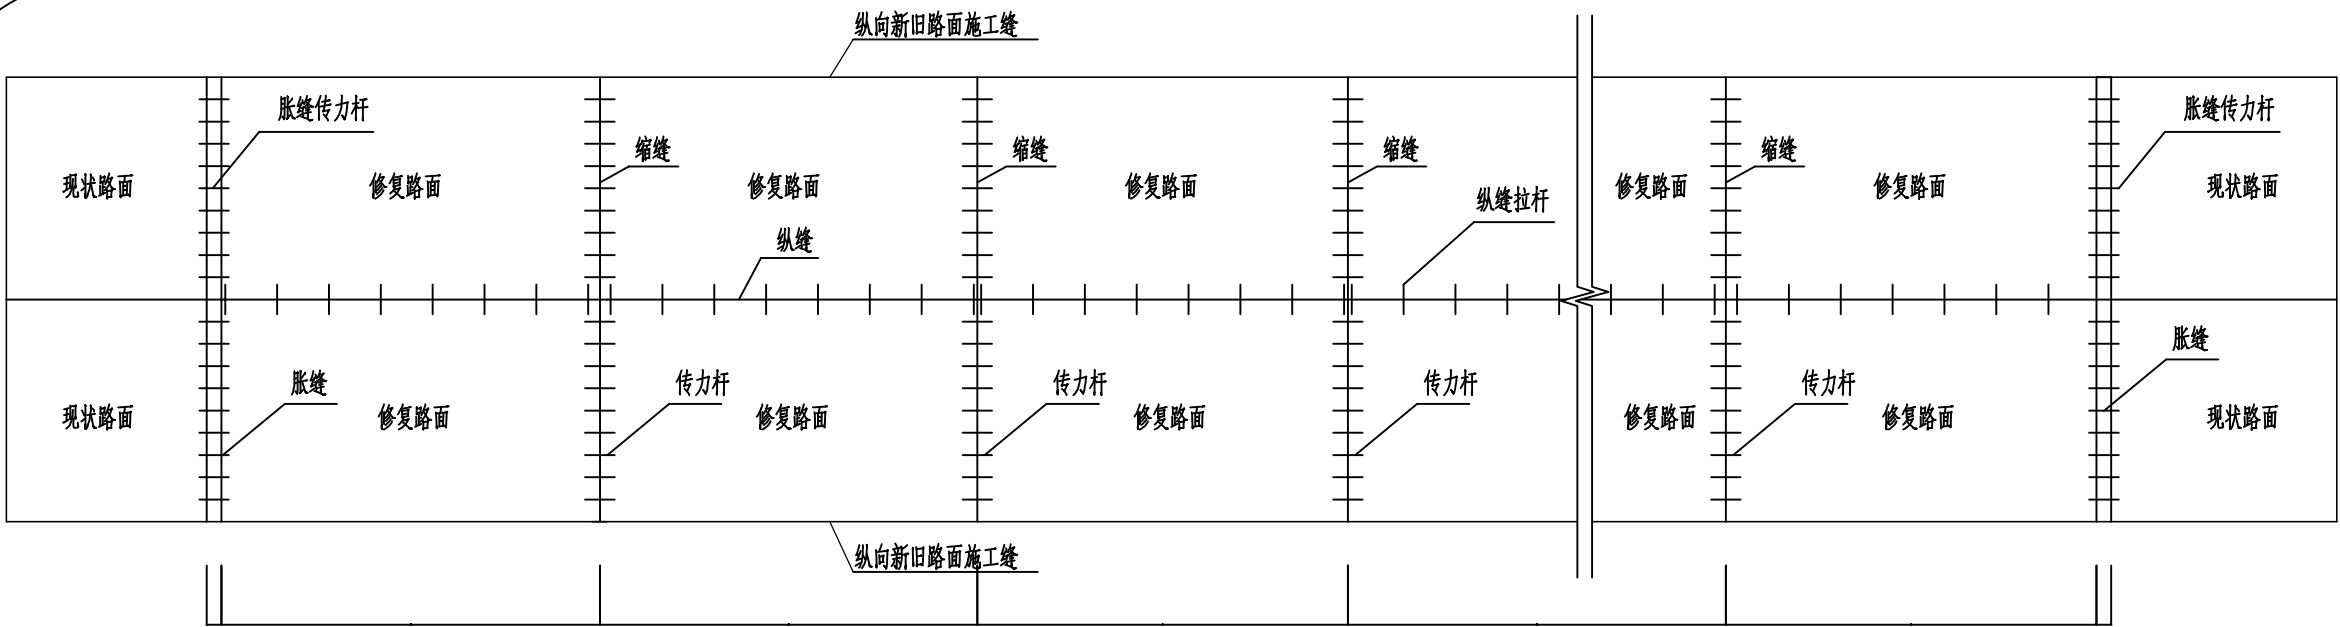 纵向新旧路面施工缝
胀缝传力杆
胀缝传力杆
缩缝
缩缝
缩缝
缩缝
现状路面
修复路面
修复路面
修复路面
修复路面
修复路面
现状路面
纵缝拉杆
纵缝
胀缝
胀缝
传力杆
传力杆
传力杆
传力杆
现状路面
修复路面
修复路面
修复路面
修复路面
修复路面
现状路面
纵向新旧路面施工缝